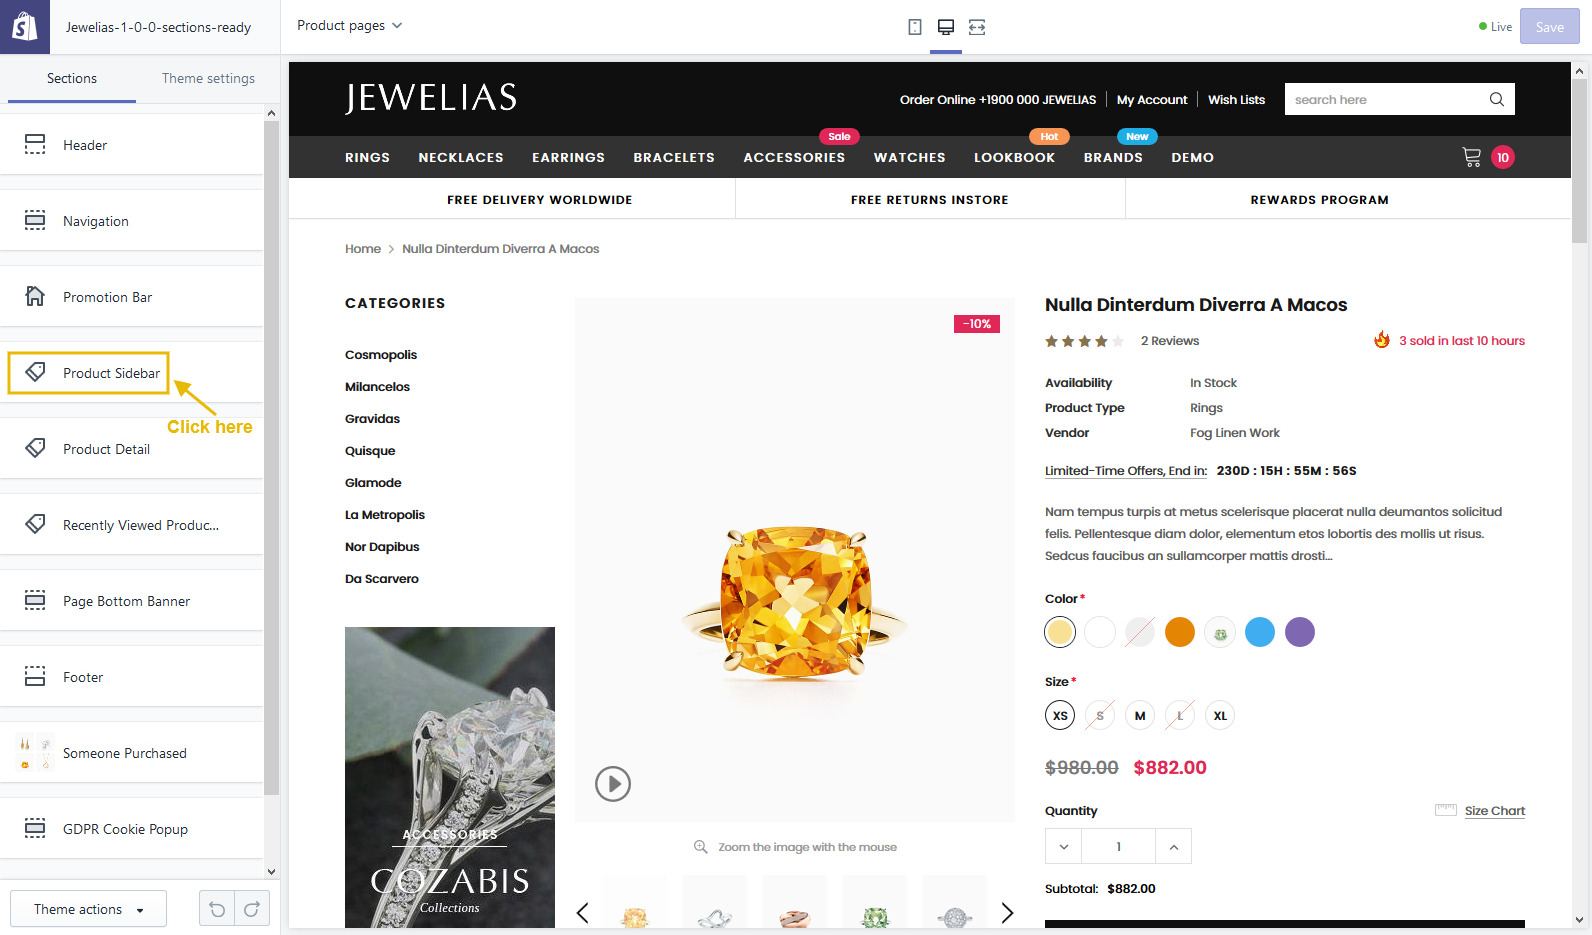 Jewelias-1-0-0-sections-ready
Product pages
Live
Save
Sections
Theme settings
Header
Navigation
Promotion Bar
Product Sidebar
Click here
Product Detail
Recently Viewed Produc...
Page Bottom Banner
Footer
Someone Purchased
GDPR Cookie Popup
Theme actions
JEWELIAS
Order Online +1900 000 JEWELIAS
My Account
Wish Lists
search here
Sale
Hot
New
RINGS NECKLACES EARRINGS BRACELETS ACCESSORIES WATCHES LOOKBOOK BRANDS DEMO
10
FREE DELIVERY WORLDWIDE
FREE RETURNS INSTORE
REWARDS PROGRAM
Home > Nulla Dinterdum Diverra A Macos
CATEGORIES
Cosmopolis
Milancelos
Gravidas
Quisque
Glamode
La Metropolis
Nor Dapibus
Da Scarvero
ACCESSORIES
COZABIS
Collections
-10%
Zoom the image with the mouse
Nulla Dinterdum Diverra A Macos
2 Reviews
3 sold in last 10 hours
Availability In Stock
Product Type Rings
Vendor Fog Linen Work
Limited-Time Offers, End in: 230D : 15H : 55M : 56S
Nam tempus turpis at metus scelerisque placerat nulla deumantos solicitud
felis. Pellentesque diam dolor, elementum etos lobortis des mollis ut risus.
Sedcus faucibus an sullamcorper mattis drosti...
Color*
Size*
XS S M L XL
$980.00 $882.00
Quantity
Size Chart
1
Subtotal: $882.00